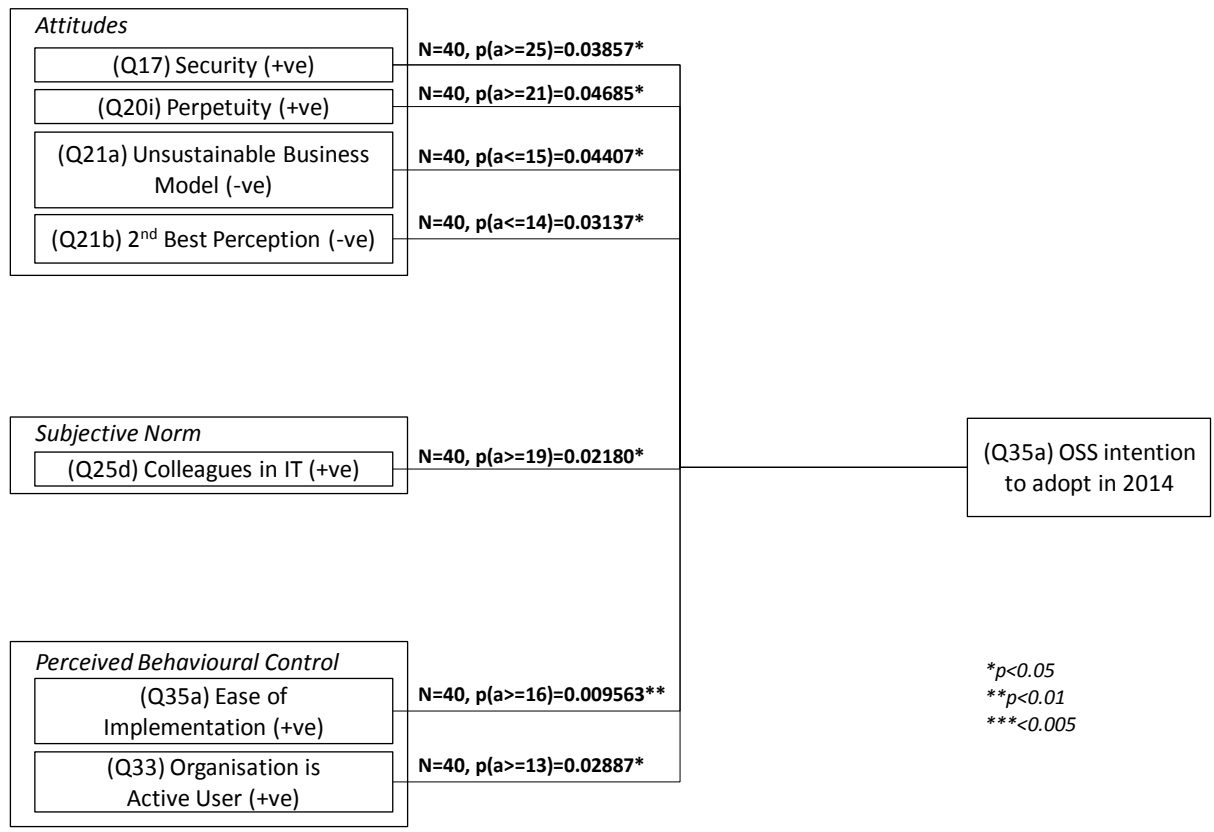 Attitudes
(Q17) Security (+ve)
N=40, p(a>=25)=0.03857*
(Q20i) Perpetuity (+ve)
N=40, p(a>=21)=0.04685*
(Q21a) Unsustainable Business
Model (-ve)
N=40, p(a<=15)=0.04407*
(Q21b) 2nd Best Perception (-ve)
N=40, p(a<=14)=0.03137*
Subjective Norm
(Q25d) Colleagues in IT (+ve)
N=40, p(a>=19)=0.02180*
(Q35a) OSS intention
to adopt in 2014
Perceived Behavioural Control
(Q35a) Ease of
Implementation (+ve)
N=40, p(a>=16)=0.009563**
(Q33) Organisation is
Active User (+ve)
N=40, p(a>=13)=0.02887*
*p<0.05
**p<0.01
***<0.005